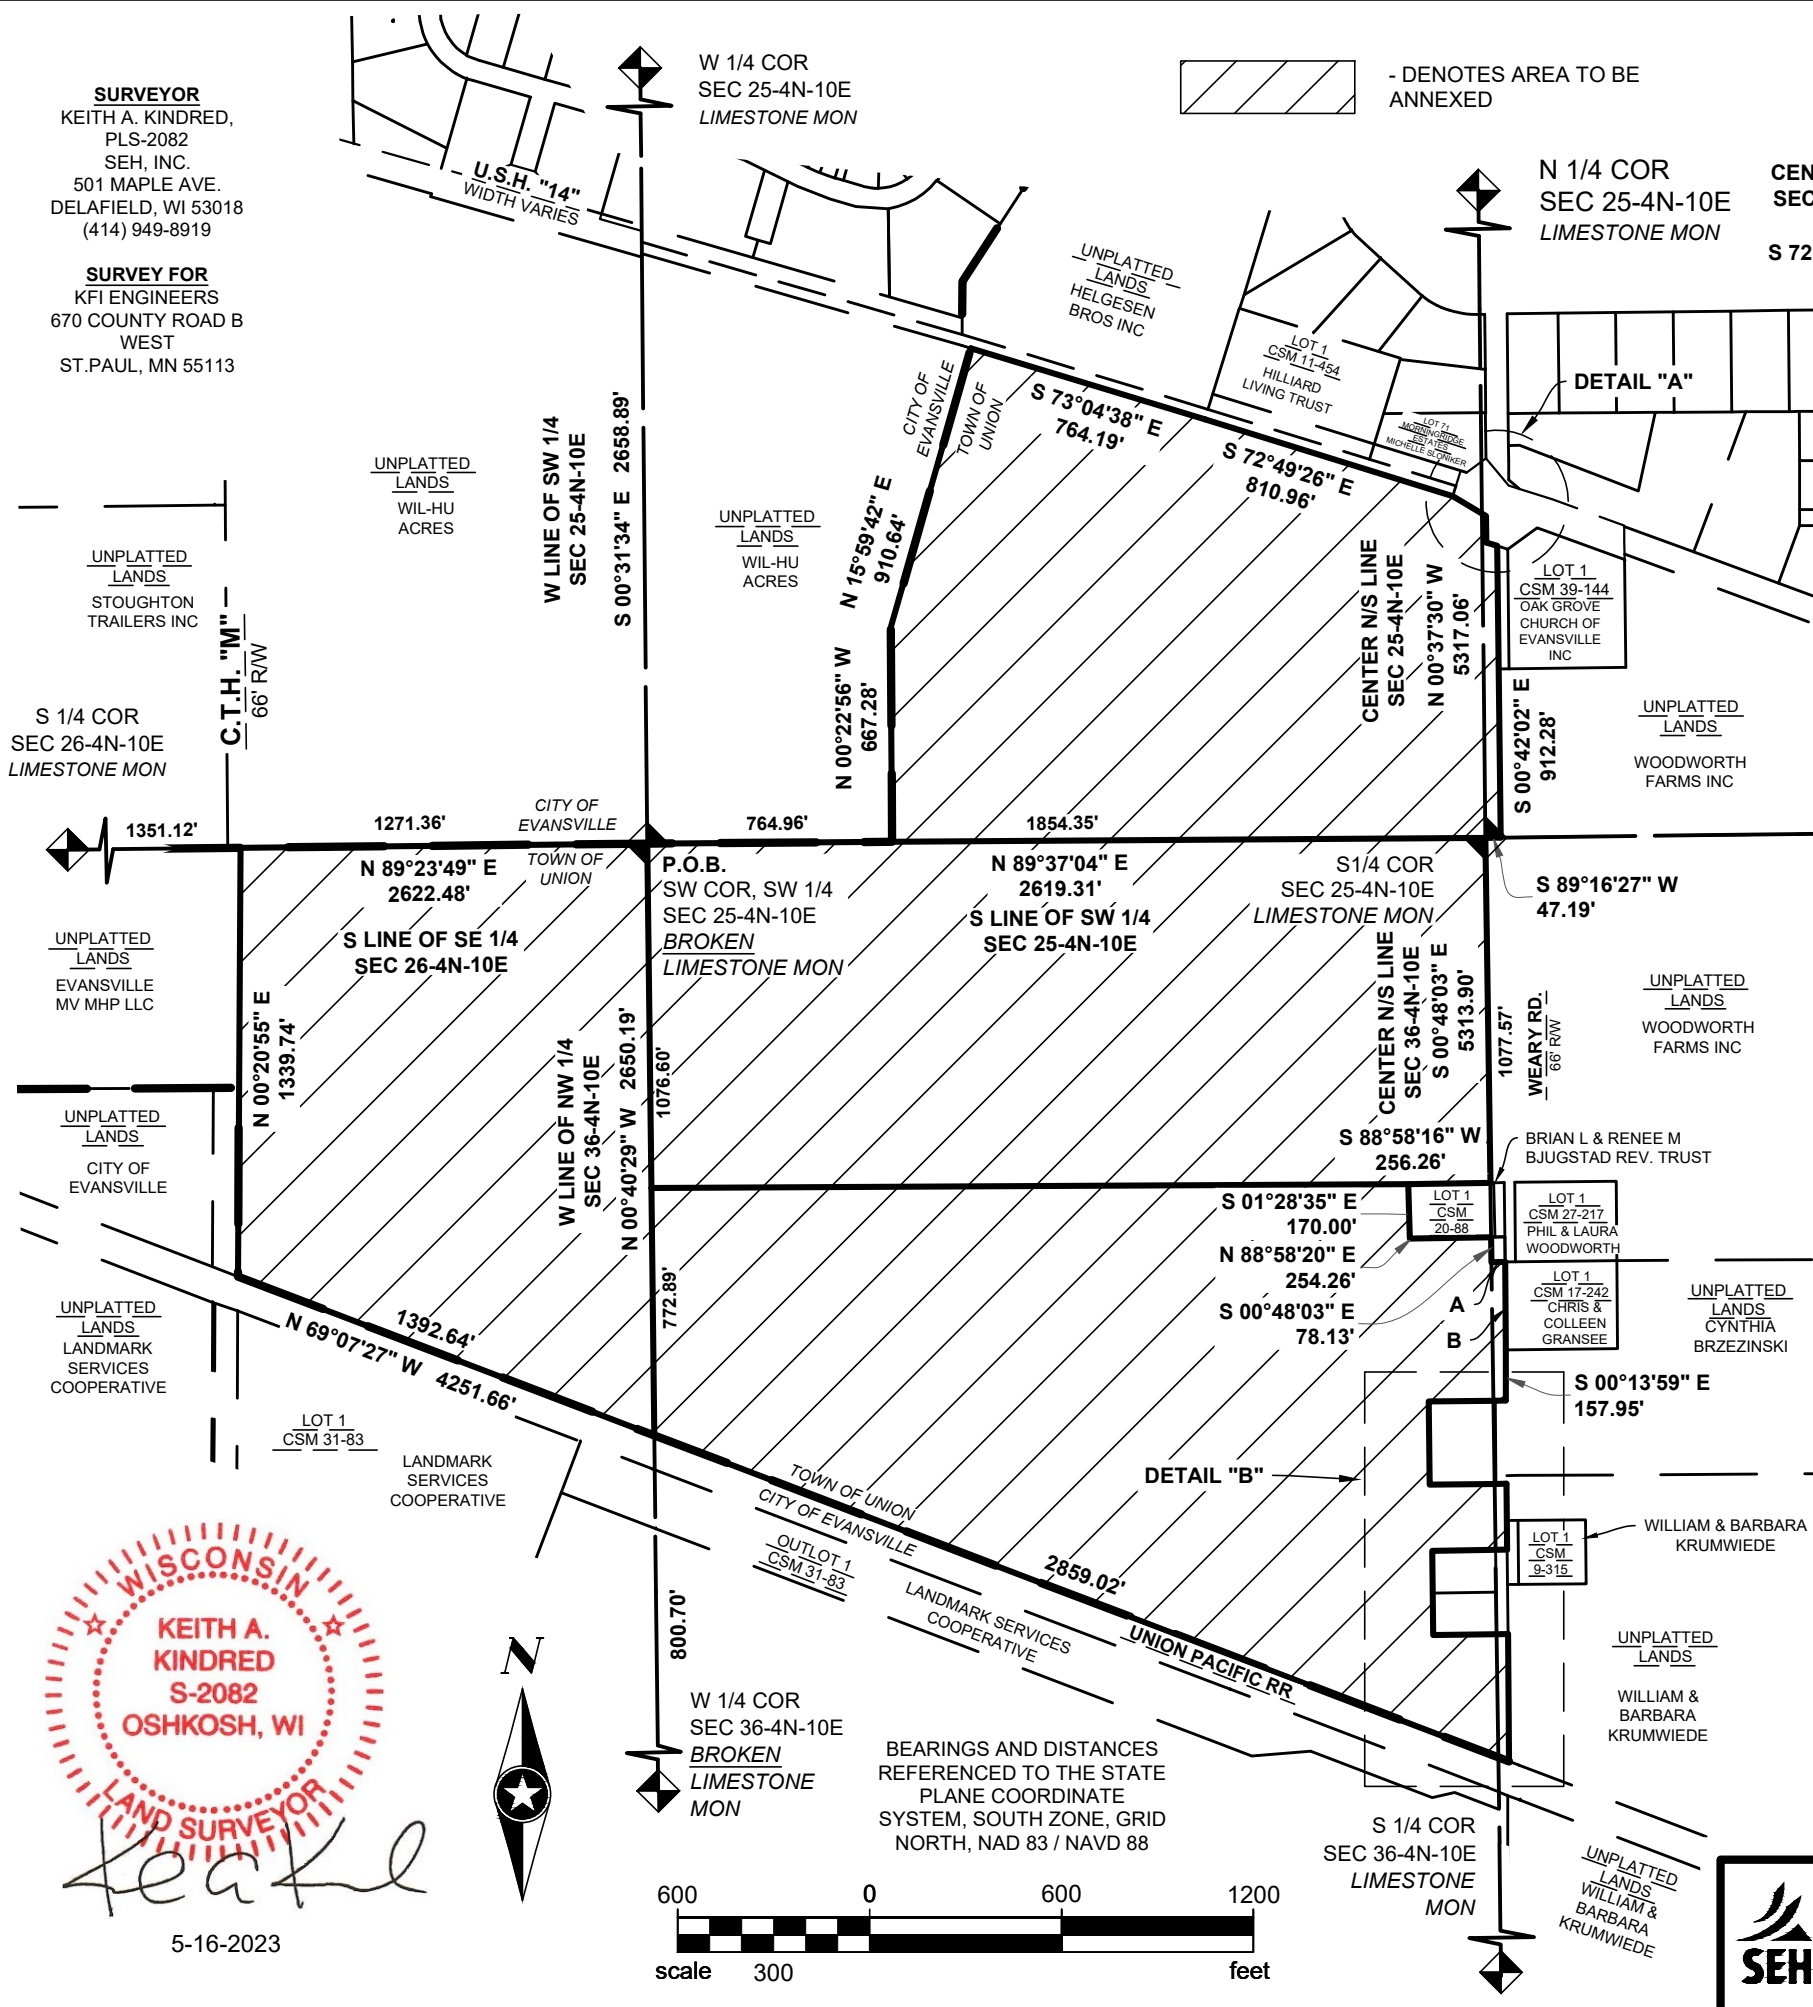 SURVEYOR
KEITH A. KINDRED,
PLS-2082
SEH, INC.
501 MAPLE AVE.
DELAFIELD, WI 53018
(414) 949-8919
SURVEY FOR
KFI ENGINEERS
670 COUNTY ROAD B
WEST
ST.PAUL, MN 55113
W 1/4 COR
SEC 25-4N-10E
LIMESTONE MON
- DENOTES AREA TO BE
ANNEXED
N 1/4 COR
SEC 25-4N-10E
LIMESTONE MON
CEN
SEC
S 72
U.S.H. "14"
WIDTH VARIES
UNPLATTED
LANDS
HELGESEN
BROS INC
LOT 1
CSM 11-454
HILLIARD
LIVING TRUST
LOT 71
MORNINGRIDGE
ESTATES
MICHELLE SLONIKER
DETAIL "A"
CITY OF
EVANSVILLE
TOWN OF
UNION
S 73°04'38" E
764.19'
S 72°49'26" E
810.96'
W LINE OF SW 1/4
SEC 25-4N-10E
S 00°31'34" E 2658.89'
UNPLATTED
LANDS
WIL-HU
ACRES
UNPLATTED
LANDS
WIL-HU
ACRES
N 15°59'42" E
910.64'
N 00°22'56" W
667.28'
CENTER N/S LINE
SEC 25-4N-10E
N 00°37'30" W
5317.06'
UNPLATTED
LANDS
STOUGHTON
TRAILERS INC
C.T.H. "M"
66' R/W
LOT 1
CSM 39-144
OAK GROVE
CHURCH OF
EVANSVILLE
INC
S 00°42'02" E
912.28'
UNPLATTED
LANDS
WOODWORTH
FARMS INC
S 1/4 COR
SEC 26-4N-10E
LIMESTONE MON
1351.12'
1271.36'
CITY OF
EVANSVILLE
764.96'
1854.35'
N 89°23'49" E
2622.48'
TOWN OF
UNION
S LINE OF SE 1/4
SEC 26-4N-10E
P.O.B.
SW COR, SW 1/4
SEC 25-4N-10E
BROKEN
LIMESTONE MON
N 89°37'04" E
2619.31'
S LINE OF SW 1/4
SEC 25-4N-10E
S1/4 COR
SEC 25-4N-10E
LIMESTONE MON
S 89°16'27" W
47.19'
UNPLATTED
LANDS
EVANSVILLE
MV MHP LLC
N 00°20'55" E
1339.74'
W LINE OF NW 1/4
SEC 36-4N-10E
N 00°40'29" W 2650.19'
1076.60'
CENTER N/S LINE
SEC 36-4N-10E
S 00°48'03" E
5313.90'
1077.57'
WEARY RD.
66' R/W
UNPLATTED
LANDS
WOODWORTH
FARMS INC
UNPLATTED
LANDS
CITY OF
EVANSVILLE
S 88°58'16" W
256.26'
BRIAN L & RENEE M
BJUGSTAD REV. TRUST
S 01°28'35" E
170.00'
LOT 1
CSM
20-88
LOT 1
CSM 27-217
PHIL & LAURA
WOODWORTH
N 88°58'20" E
254.26'
S 00°48'03" E
78.13'
A
B
LOT 1
CSM 17-242
CHRIS &
COLLEEN
GRANSEE
UNPLATTED
LANDS
CYNTHIA
BRZEZINSKI
772.89'
1392.64'
N 69°07'27" W 4251.66'
UNPLATTED
LANDS
LANDMARK
SERVICES
COOPERATIVE
S 00°13'59" E
157.95'
LOT 1
CSM 31-83
LANDMARK
SERVICES
COOPERATIVE
DETAIL "B"
TOWN OF UNION
CITY OF EVANSVILLE
OUTLOT 1
CSM 31-83
2859.02'
LANDMARK SERVICES
COOPERATIVE
UNION PACIFIC RR
LOT 1
CSM
9-315
WILLIAM & BARBARA
KRUMWIEDE
UNPLATTED
LANDS
WILLIAM &
BARBARA
KRUMWIEDE
800.70'
WISCONSIN
KEITH A.
KINDRED
S-2082
OSHKOSH, WI
LAND SURVEYOR
5-16-2023
N
W 1/4 COR
SEC 36-4N-10E
BROKEN
LIMESTONE
MON
BEARINGS AND DISTANCES
REFERENCED TO THE STATE
PLANE COORDINATE
SYSTEM, SOUTH ZONE, GRID
NORTH, NAD 83 / NAVD 88
S 1/4 COR
SEC 36-4N-10E
LIMESTONE
MON
UNPLATTED
LANDS
WILLIAM &
BARBARA
KRUMWIEDE
600 0 600 1200
scale 300 feet
SEH